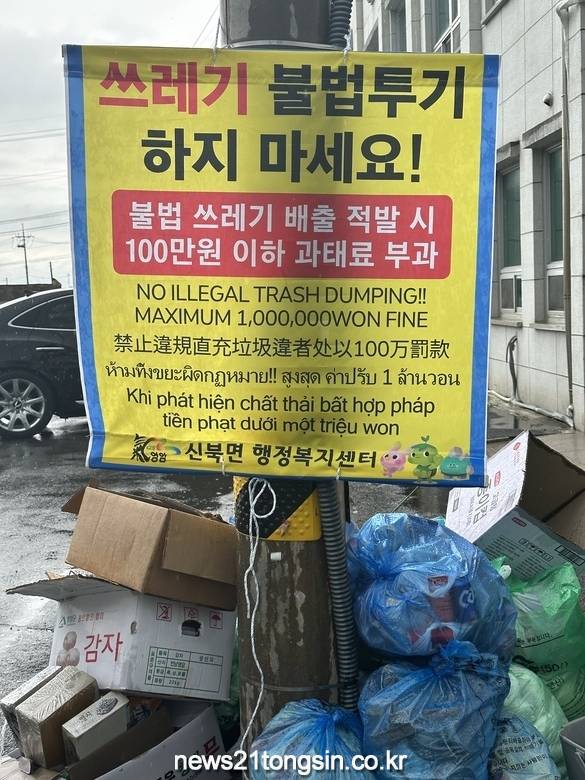 쓰레기 불법투기
하지 마세요!
불법 쓰레기 배출 적발 시
100만원 이하 과태료 부과
NO ILLEGAL TRASH DUMPING!!
MAXIMUM 1,000,000WON FINE
禁止違規直充垃圾違者处以100万罰款
ห้ามทิ้งขยะผิดกฎหมาย!! สูงสุด ค่าปรับ 1 ล้านวอน
Khi phát hiện chất thải bất hợp pháp
tiền phạt dưới một triệu won
영암 신북면 행정복지센터
감자
news21tongsin.co.kr